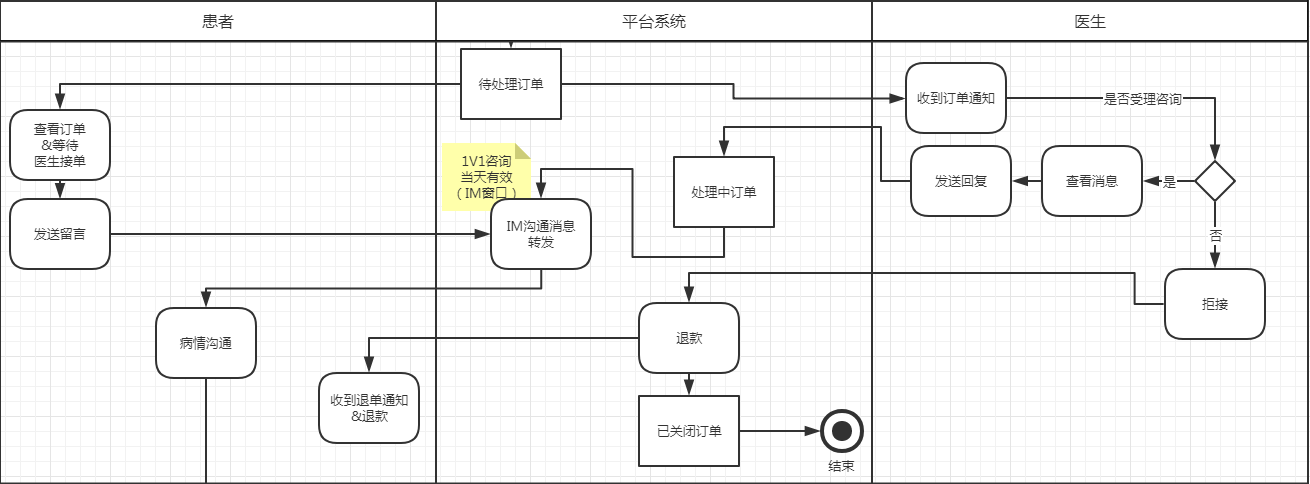 患者
平台系统
医生
待处理订单
收到订单通知
是否受理咨询
查看订单
&等待
医生接单
1V1咨询
当天有效
（IM窗口）
处理中订单
发送回复
查看消息
是
发送留言
IM沟通消息
转发
否
拒接
病情沟通
退款
收到退单通知
&退款
已关闭订单
结束